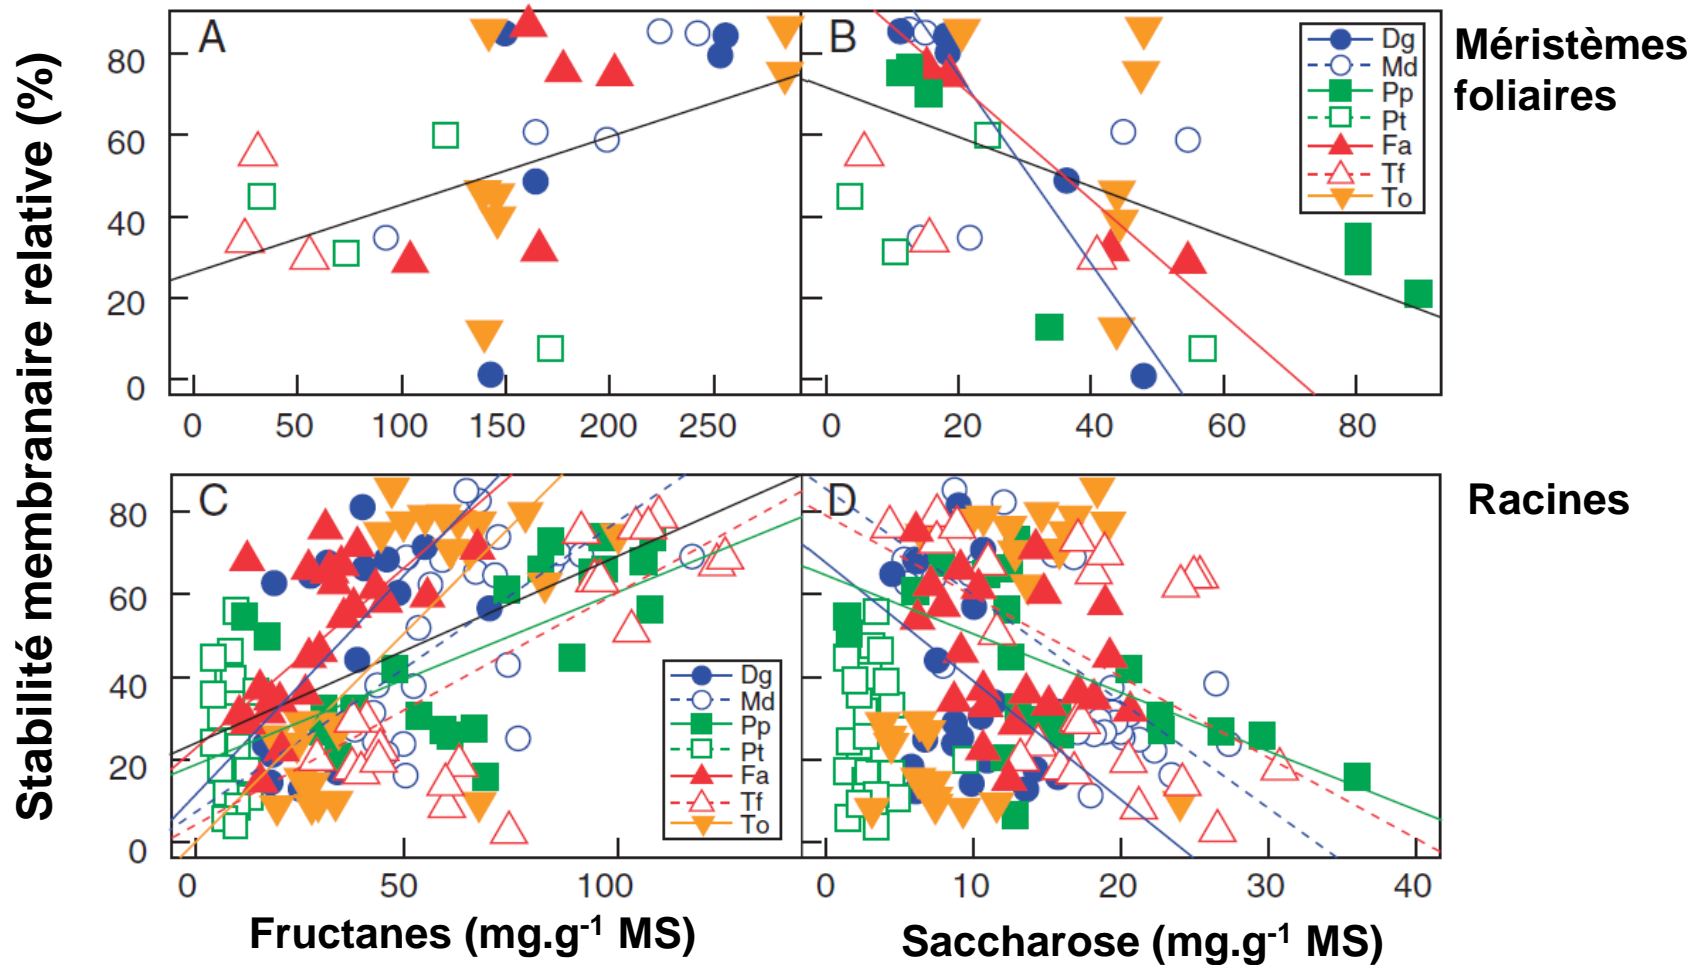 Stabilité membranaire relative (%)
A
B
Méristèmes
foliaires
80
60
40
20
0
Dg
Md
Pp
Pt
Fa
Tf
To
0 50 100 150 200 250
0 20 40 60 80
C
D
Racines
80
60
40
20
0
Dg
Md
Pp
Pt
Fa
Tf
To
0 50 100
0 10 20 30 40
Fructanes (mg.g-1 MS)
Saccharose (mg.g-1 MS)